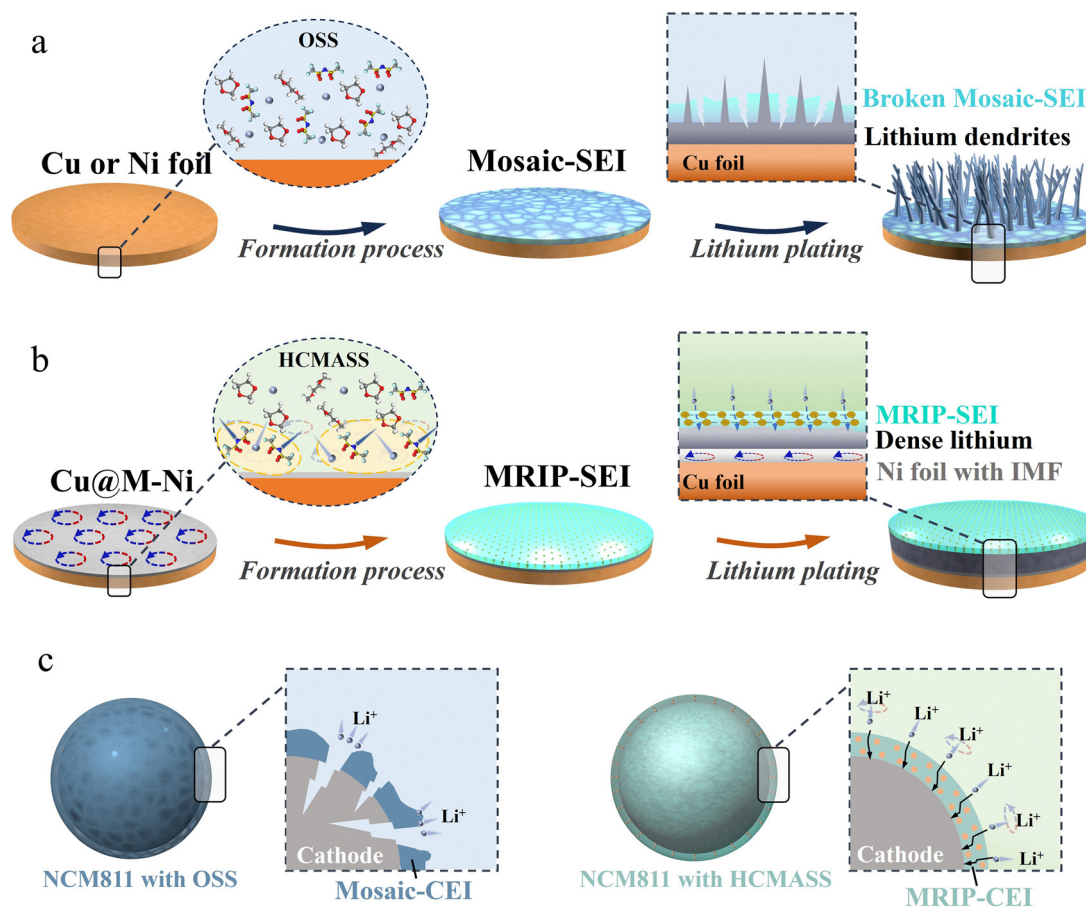 a
OSS
Cu or Ni foil
Formation process
Mosaic-SEI
Lithium plating
Cu foil
Broken Mosaic-SEI
Lithium dendrites
b
HCMASS
Cu@M-Ni
Formation process
MRIP-SEI
Lithium plating
Cu foil
MRIP-SEI
Dense lithium
Ni foil with IMF
c
NCM811 with OSS
Li⁺
Li⁺
Cathode
Mosaic-CEI
NCM811 with HCMASS
Li⁺
Li⁺
Li⁺
Li⁺
Li⁺
Li⁺
Cathode
MRIP-CEI